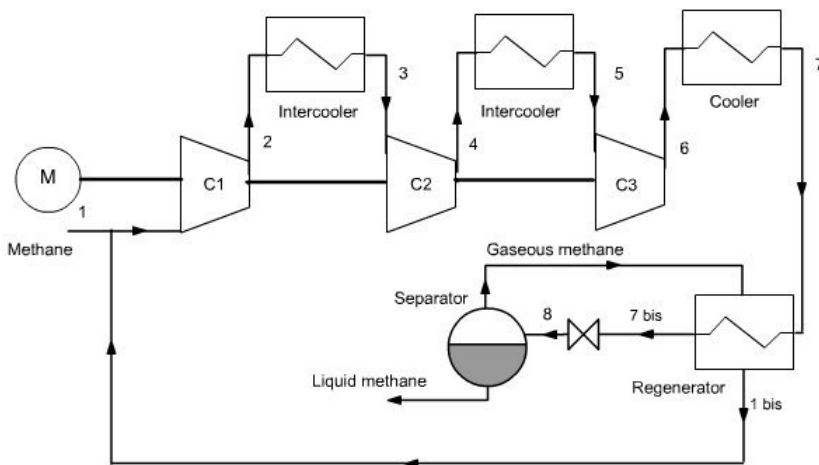 7
3
5
Intercooler
Intercooler
Cooler
2
4
6
M
C1
C2
C3
1
Methane
Gaseous methane
Separator
8
7 bis
Liquid methane
Regenerator
1 bis